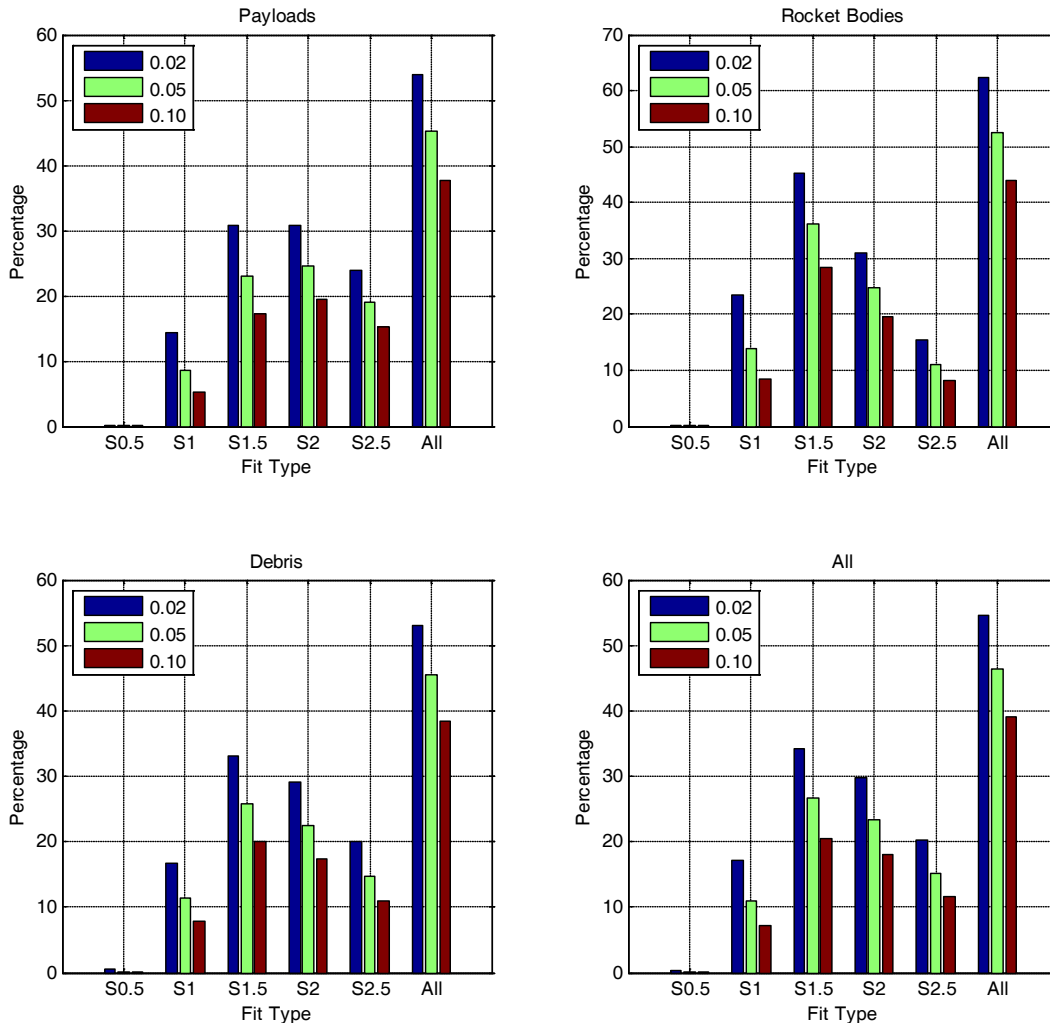 Payloads
60
50
40
30
20
10
0
Percentage
0.02
0.05
0.10
S0.5 S1 S1.5 S2 S2.5 All
Fit Type
Rocket Bodies
70
60
50
40
30
20
10
0
Percentage
0.02
0.05
0.10
S0.5 S1 S1.5 S2 S2.5 All
Fit Type
Debris
60
50
40
30
20
10
0
Percentage
0.02
0.05
0.10
S0.5 S1 S1.5 S2 S2.5 All
Fit Type
All
60
50
40
30
20
10
0
Percentage
0.02
0.05
0.10
S0.5 S1 S1.5 S2 S2.5 All
Fit Type